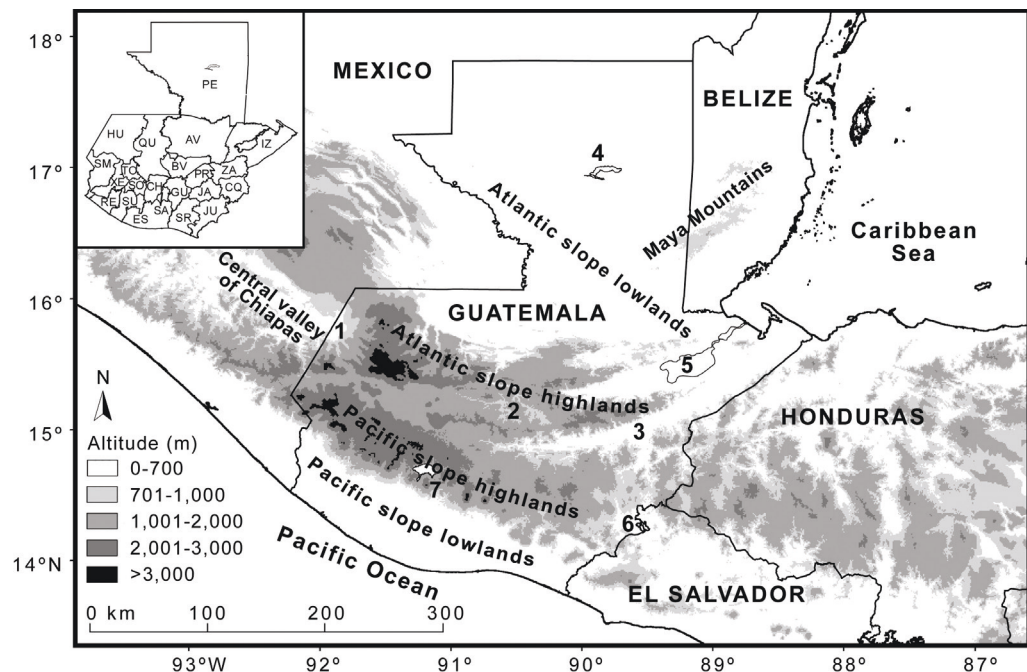 18°
17°
16°
15°
14°N
93°W
92°
91°
90°
89°
88°
87°
PE
HU
QU
AV
IZ
SM
TO
BV
PR
ZA
XE
SO
CH
GU
JA
CQ
RE
SU
ES
SA
SR
JU
MEXICO
BELIZE
4
Atlantic slope lowlands
Maya Mountains
Caribbean
Sea
Central valley
of Chiapas
1
GUATEMALA
5
Atlantic slope highlands
2
3
HONDURAS
Pacific slope highlands
7
6
Pacific slope lowlands
Pacific Ocean
EL SALVADOR
N
Altitude (m)
0-700
701-1,000
1,001-2,000
2,001-3,000
>3,000
0 km 100 200 300